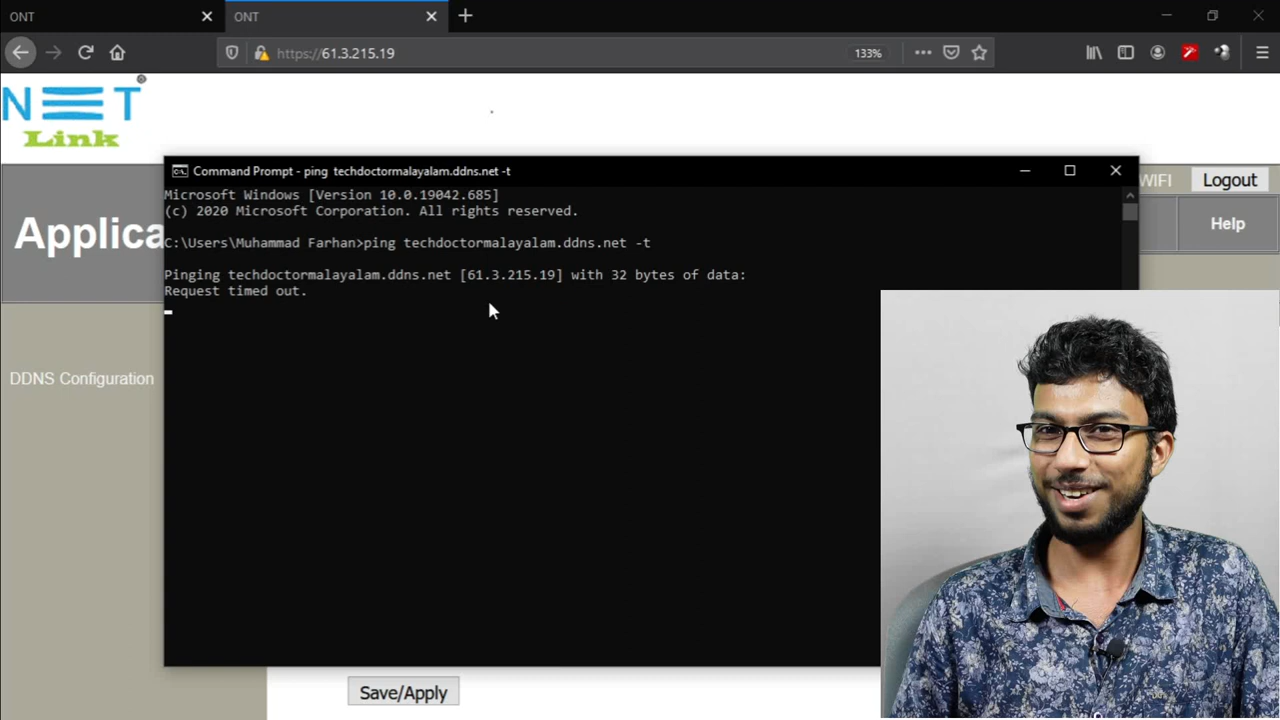 ONT
ONT
https://61.3.215.19
133%
NET
Link
Command Prompt - ping techdoctormalayalam.ddns.net -t
Microsoft Windows [Version 10.0.19042.685]
(c) 2020 Microsoft Corporation. All rights reserved.
C:\Users\Muhammad Farhan>ping techdoctormalayalam.ddns.net -t
Pinging techdoctormalayalam.ddns.net [61.3.215.19] with 32 bytes of data:
Request timed out.
WIFI
Logout
Applica
Help
DDNS Configuration
Save/Apply